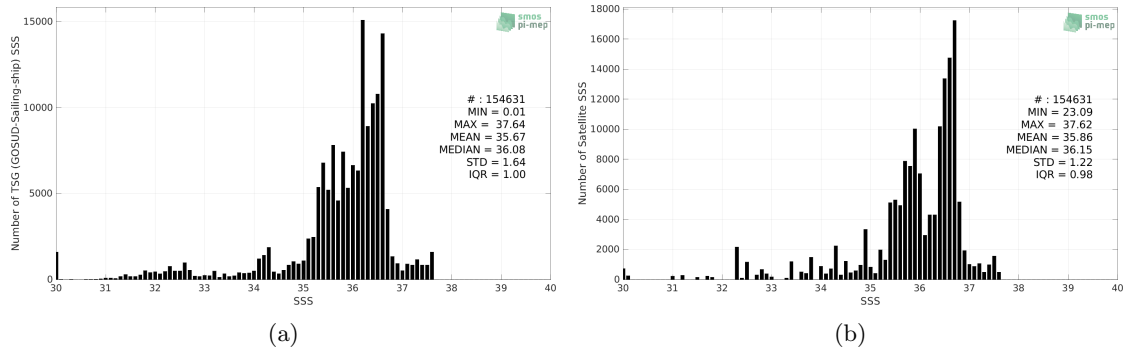 smos
pi-mep
Number of TSG (GOSUD-Sailing-ship) SSS
15000
10000
5000
0
# : 154631
MIN = 0.01
MAX = 37.64
MEAN = 35.67
MEDIAN = 36.08
STD = 1.64
IQR = 1.00
30 31 32 33 34 35 36 37 38 39 40
SSS
(a)
smos
pi-mep
Number of Satellite SSS
18000
16000
14000
12000
10000
8000
6000
4000
2000
0
# : 154631
MIN = 23.09
MAX = 37.62
MEAN = 35.86
MEDIAN = 36.15
STD = 1.22
IQR = 0.98
30 31 32 33 34 35 36 37 38 39 40
SSS
(b)